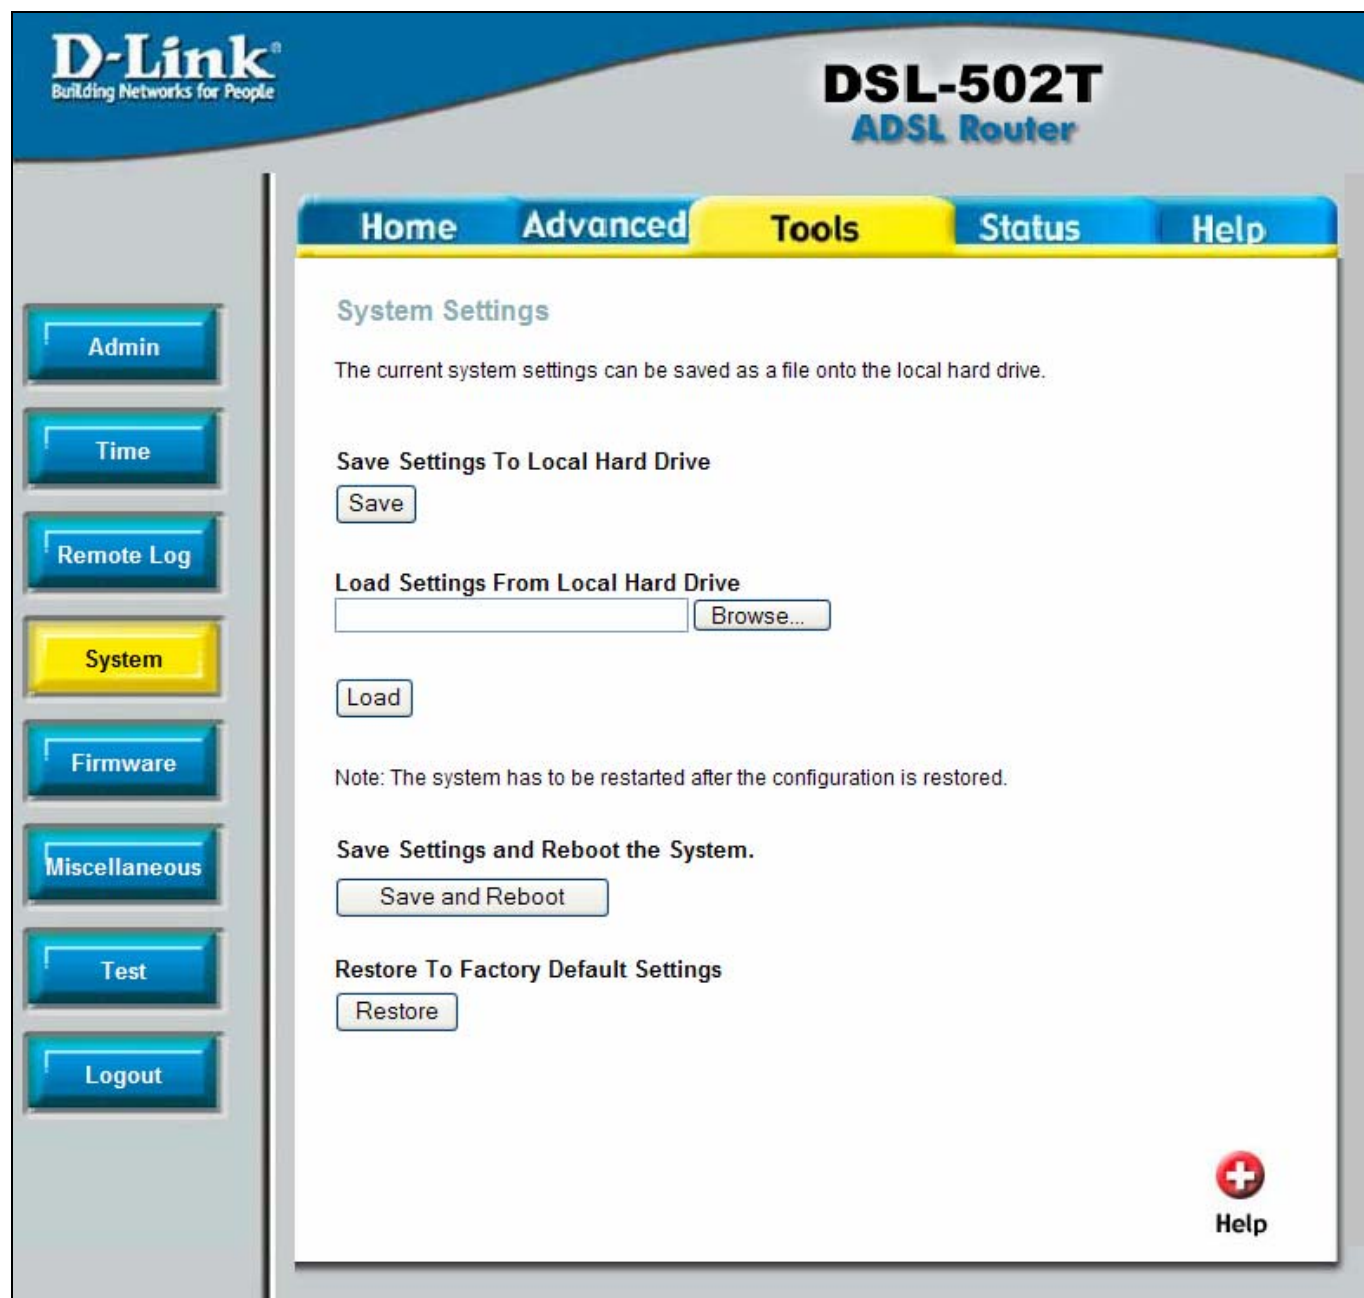 D-Link®
Building Networks for People
DSL-502T
ADSL Router
Home Advanced Tools Status Help
Admin
Time
Remote Log
System
Firmware
Miscellaneous
Test
Logout
System Settings
The current system settings can be saved as a file onto the local hard drive.
Save Settings To Local Hard Drive
Save
Load Settings From Local Hard Drive
Browse...
Load
Note: The system has to be restarted after the configuration is restored.
Save Settings and Reboot the System.
Save and Reboot
Restore To Factory Default Settings
Restore
Help